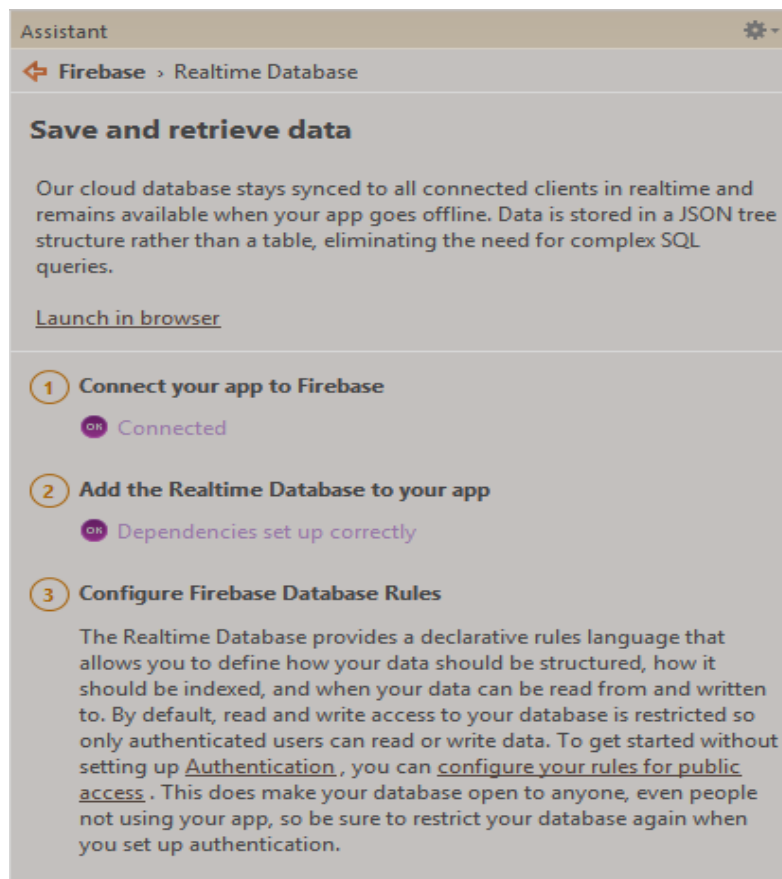 Assistant
Firebase › Realtime Database
Save and retrieve data
Our cloud database stays synced to all connected clients in realtime and
remains available when your app goes offline. Data is stored in a JSON tree
structure rather than a table, eliminating the need for complex SQL
queries.
Launch in browser
1 Connect your app to Firebase
OK Connected
2 Add the Realtime Database to your app
OK Dependencies set up correctly
3 Configure Firebase Database Rules
The Realtime Database provides a declarative rules language that
allows you to define how your data should be structured, how it
should be indexed, and when your data can be read from and written
to. By default, read and write access to your database is restricted so
only authenticated users can read or write data. To get started without
setting up Authentication , you can configure your rules for public
access . This does make your database open to anyone, even people
not using your app, so be sure to restrict your database again when
you set up authentication.